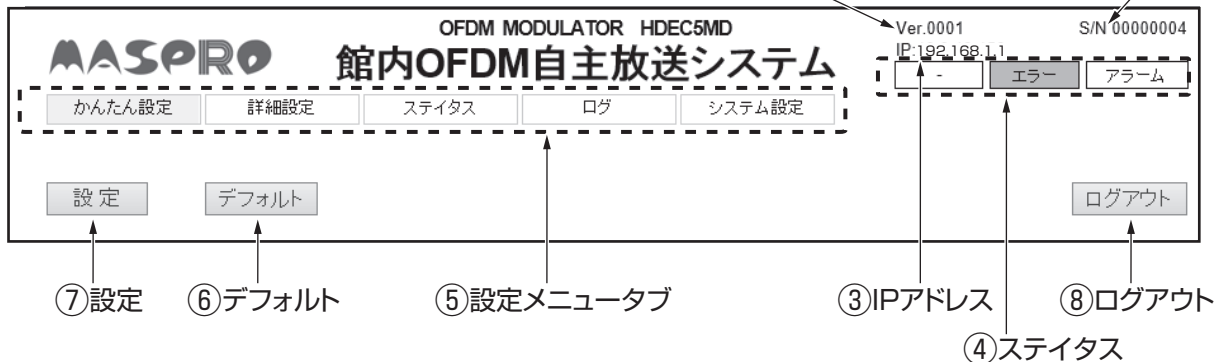 OFDM MODULATOR HDEC5MD
Ver.0001
S/N 00000004
MASPRO
館内OFDM自主放送システム
IP:192.168.1.1
-
エラー
アラーム
かんたん設定
詳細設定
ステイタス
ログ
システム設定
設定
デフォルト
ログアウト
⑦設定
⑥デフォルト
⑤設定メニュータブ
③IPアドレス
⑧ログアウト
④ステイタス